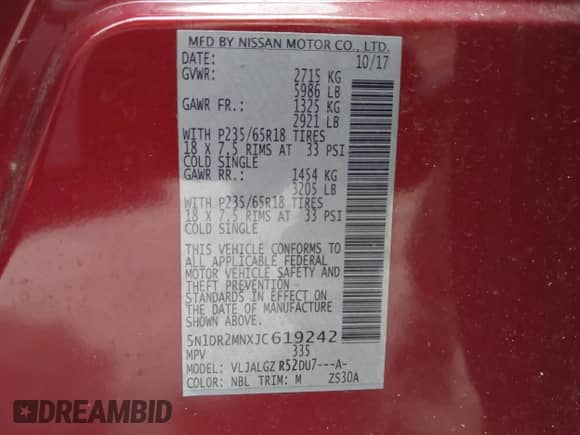 MFD BY NISSAN MOTOR CO., LTD.
DATE: 10/17
GVWR: 2715 KG
5986 LB
GAWR FR.: 1325 KG
2921 LB
WITH P235/65R18 TIRES
18 X 7.5 RIMS AT 33 PSI
COLD SINGLE
GAWR RR.: 1454 KG
3205 LB
WITH P235/65R18 TIRES
18 X 7.5 RIMS AT 33 PSI
COLD SINGLE
THIS VEHICLE CONFORMS TO
ALL APPLICABLE FEDERAL
MOTOR VEHICLE SAFETY AND
THEFT PREVENTION
STANDARDS IN EFFECT ON
THE DATE OF MANUFACTURE
SHOWN ABOVE.
5N1DR2MNXJC619242
MPV 335
MODEL: VLJALGZ R52DU7---A-
COLOR: NBL TRIM: M ZS30A
DREAMBID